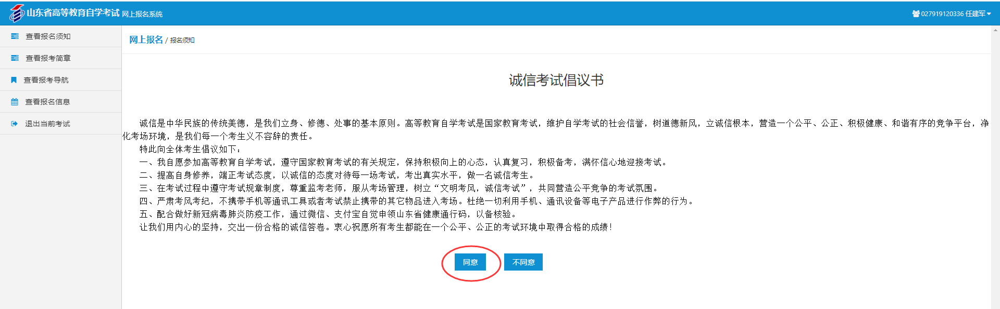 山东省高等教育自学考试 网上报名系统
027919120336 任建军
查看报名须知
查看报考简章
查看报考导航
查看报名信息
退出当前考试
网上报名 / 报名须知
诚信考试倡议书
诚信是中华民族的传统美德，是我们立身、修德、处事的基本原则。高等教育自学考试是国家教育考试，维护自学考试的社会信誉，树道德新风，立诚信根本，营造一个公平、公正、积极健康、和谐有序的竞争平台，净
化考场环境，是我们每一个考生义不容辞的责任。
特此向全体考生倡议如下：
一、我自愿参加高等教育自学考试，遵守国家教育考试的有关规定，保持积极向上的心态，认真复习，积极备考，满怀信心地迎接考试。
二、提高自身修养，端正考试态度，以诚信的态度对待每一场考试，考出真实水平，做一名诚信考生。
三、在考试过程中遵守考试规章制度，尊重监考老师，服从考场管理，树立“文明考风，诚信考试”，共同营造公平竞争的考试氛围。
四、严肃考风考纪，不携带手机等通讯工具或者考试禁止携带的其它物品进入考场。杜绝一切利用手机、通讯设备等电子产品进行作弊的行为。
五、配合做好新冠病毒肺炎防疫工作，通过微信、支付宝自觉申领山东省健康通行码，以备核验。
让我们用内心的坚持，交出一份合格的诚信答卷。衷心祝愿所有考生都能在一个公平、公正的考试环境中取得合格的成绩！
同意 不同意